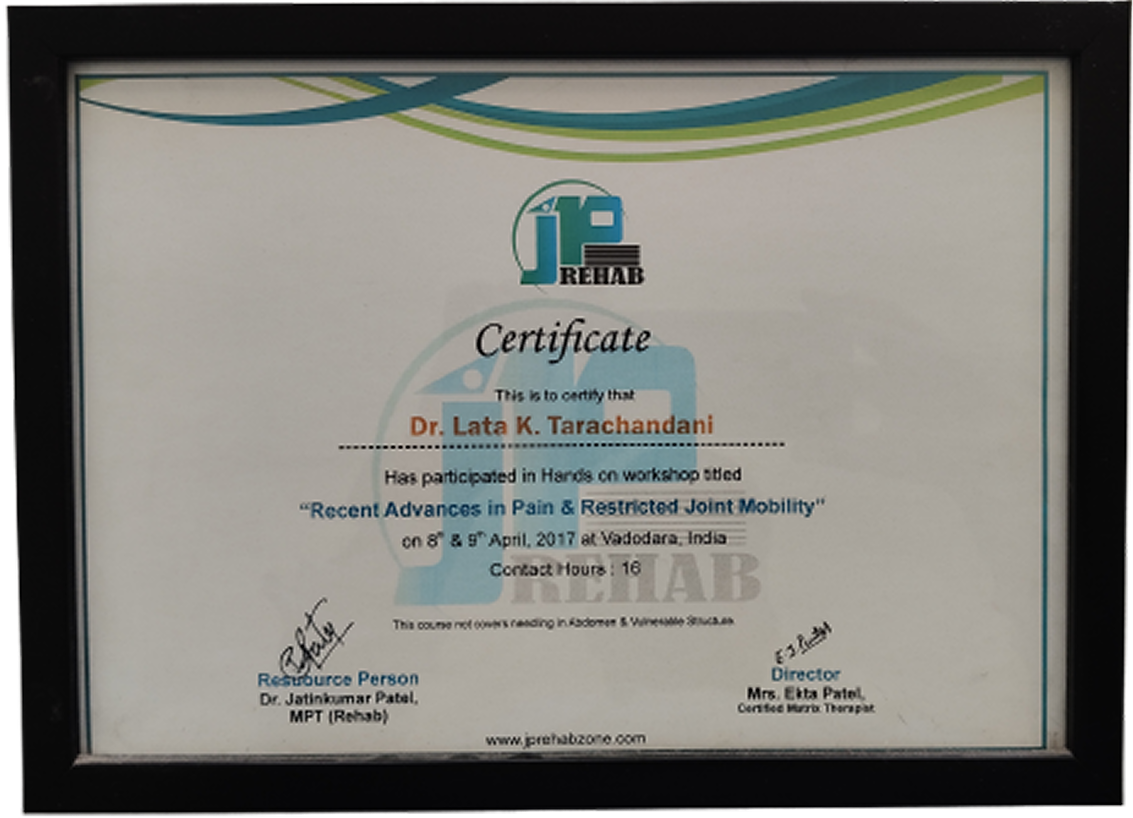 JP
REHAB
Certificate
This is to certify that
Dr. Lata K. Tarachandani
Has participated in Hands on workshop titled
“Recent Advances in Pain & Restricted Joint Mobility”
on 8th & 9th April, 2017 at Vadodara, India
Contact Hours : 16
REHAB
This course not covers needling in Abdomen & Vulnerable Structure.
Resoource Person
Dr. Jatinkumar Patel,
MPT (Rehab)
Director
Mrs. Ekta Patel,
Certified Matrix Therapist
www.jprehabzone.com